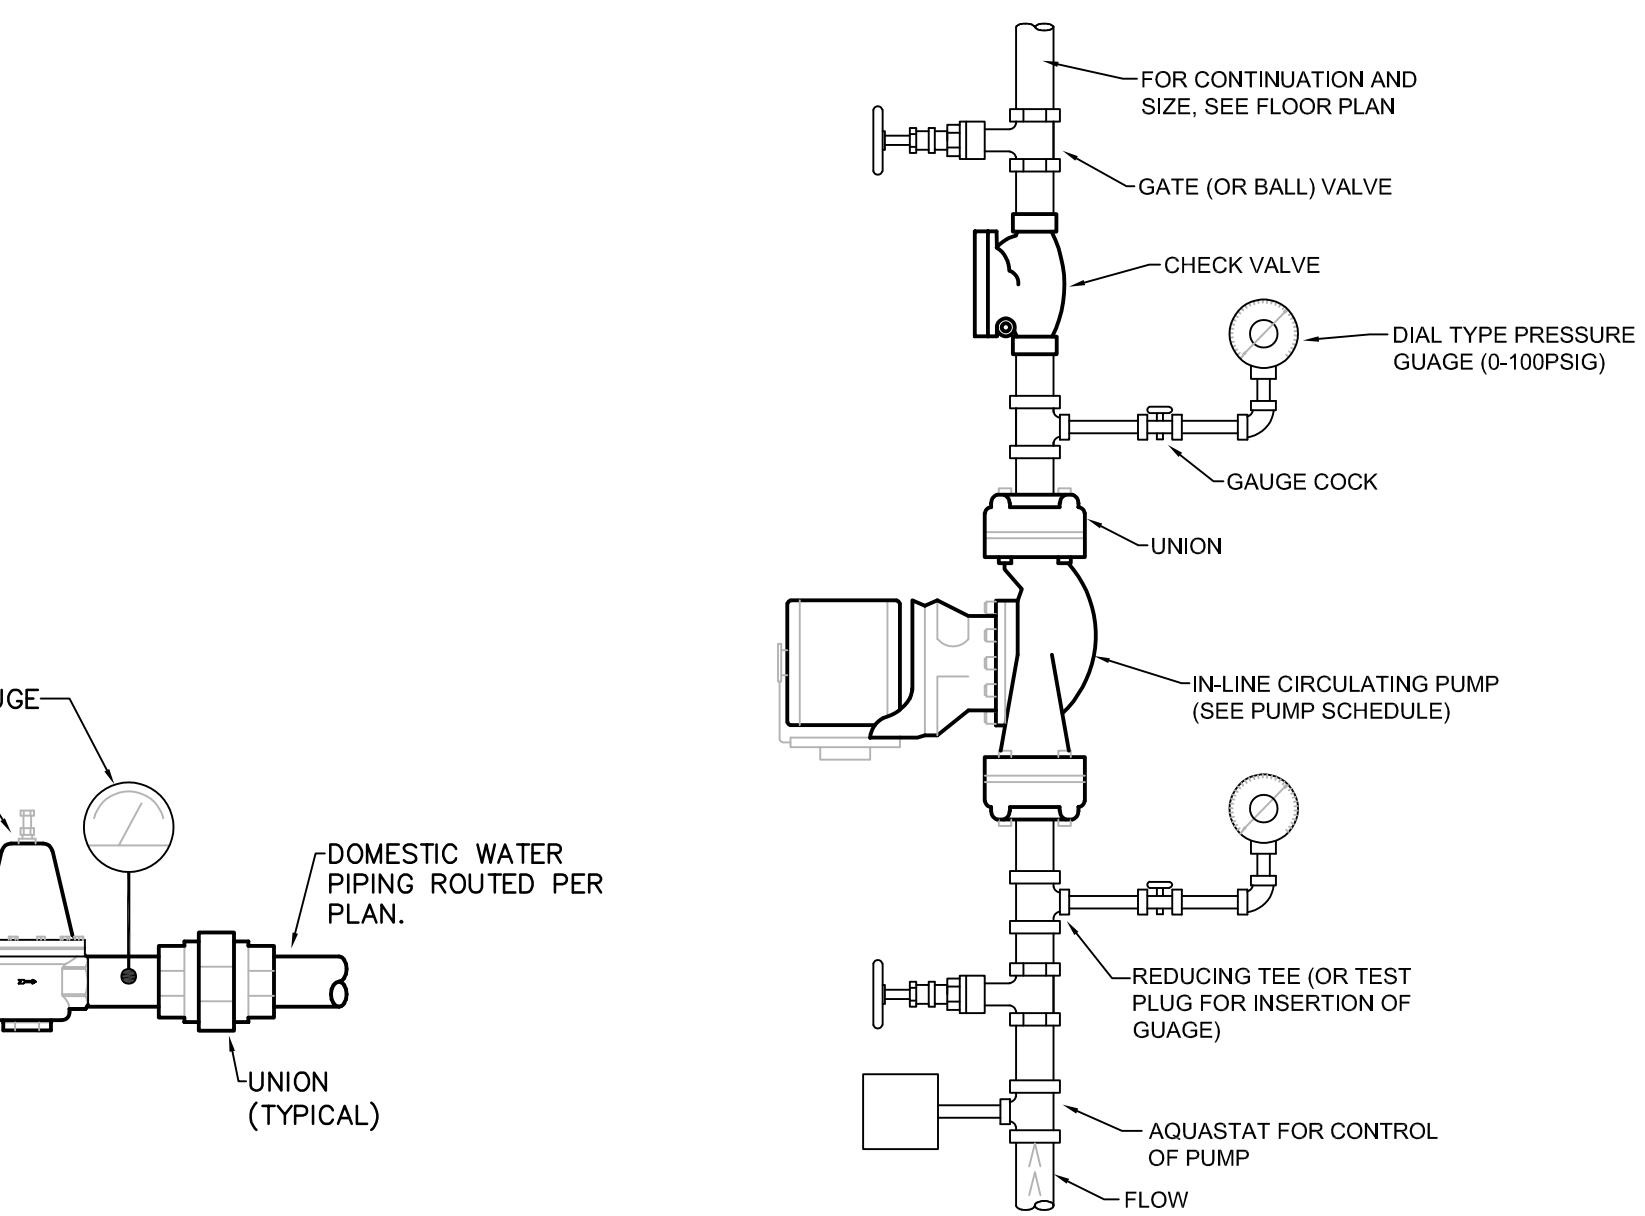 FOR CONTINUATION AND
SIZE, SEE FLOOR PLAN
GATE (OR BALL) VALVE
CHECK VALVE
DIAL TYPE PRESSURE
GUAGE (0-100PSIG)
GAUGE COCK
UNION
IN-LINE CIRCULATING PUMP
(SEE PUMP SCHEDULE)
REDUCING TEE (OR TEST
PLUG FOR INSERTION OF
GUAGE)
AQUASTAT FOR CONTROL
OF PUMP
FLOW
DOMESTIC WATER
PIPING ROUTED PER
PLAN.
UNION
(TYPICAL)